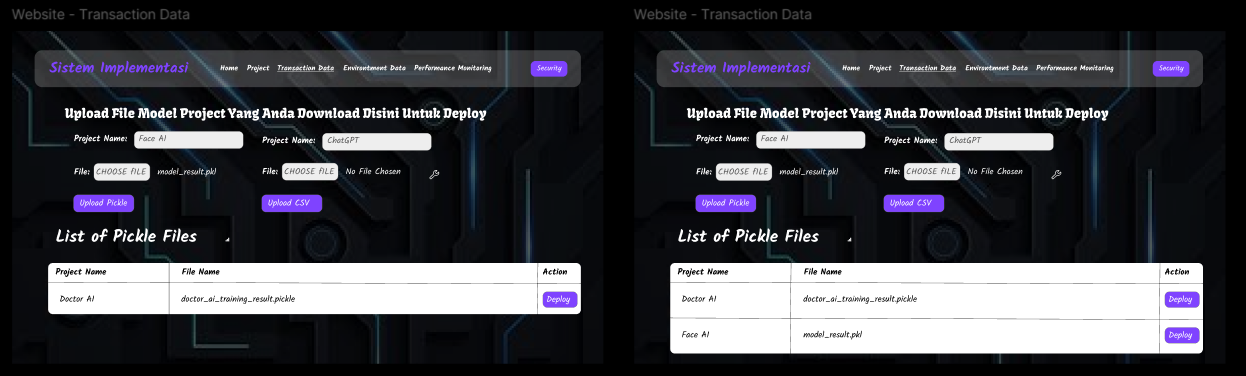 Website - Transaction Data
Sistem Implementasi Home Project Transaction Data Environtment Data Performance Monitoring Security
Upload File Model Project Yang Anda Download Disini Untuk Deploy
Project Name: Face AI Project Name: ChatGPT
File: CHOOSE fILE model_result.pkl File: CHOOSE fILE No File Chosen
Upload Pickle Upload CSV
List of Pickle Files
Project Name File Name Action
Doctor AI doctor_ai_training_result.pickle Deploy
Website - Transaction Data
Sistem Implementasi Home Project Transaction Data Environtment Data Performance Monitoring Security
Upload File Model Project Yang Anda Download Disini Untuk Deploy
Project Name: Face AI Project Name: ChatGPT
File: CHOOSE fILE model_result.pkl File: CHOOSE fILE No File Chosen
Upload Pickle Upload CSV
List of Pickle Files
Project Name File Name Action
Doctor AI doctor_ai_training_result.pickle Deploy
Face AI model_result.pkl Deploy